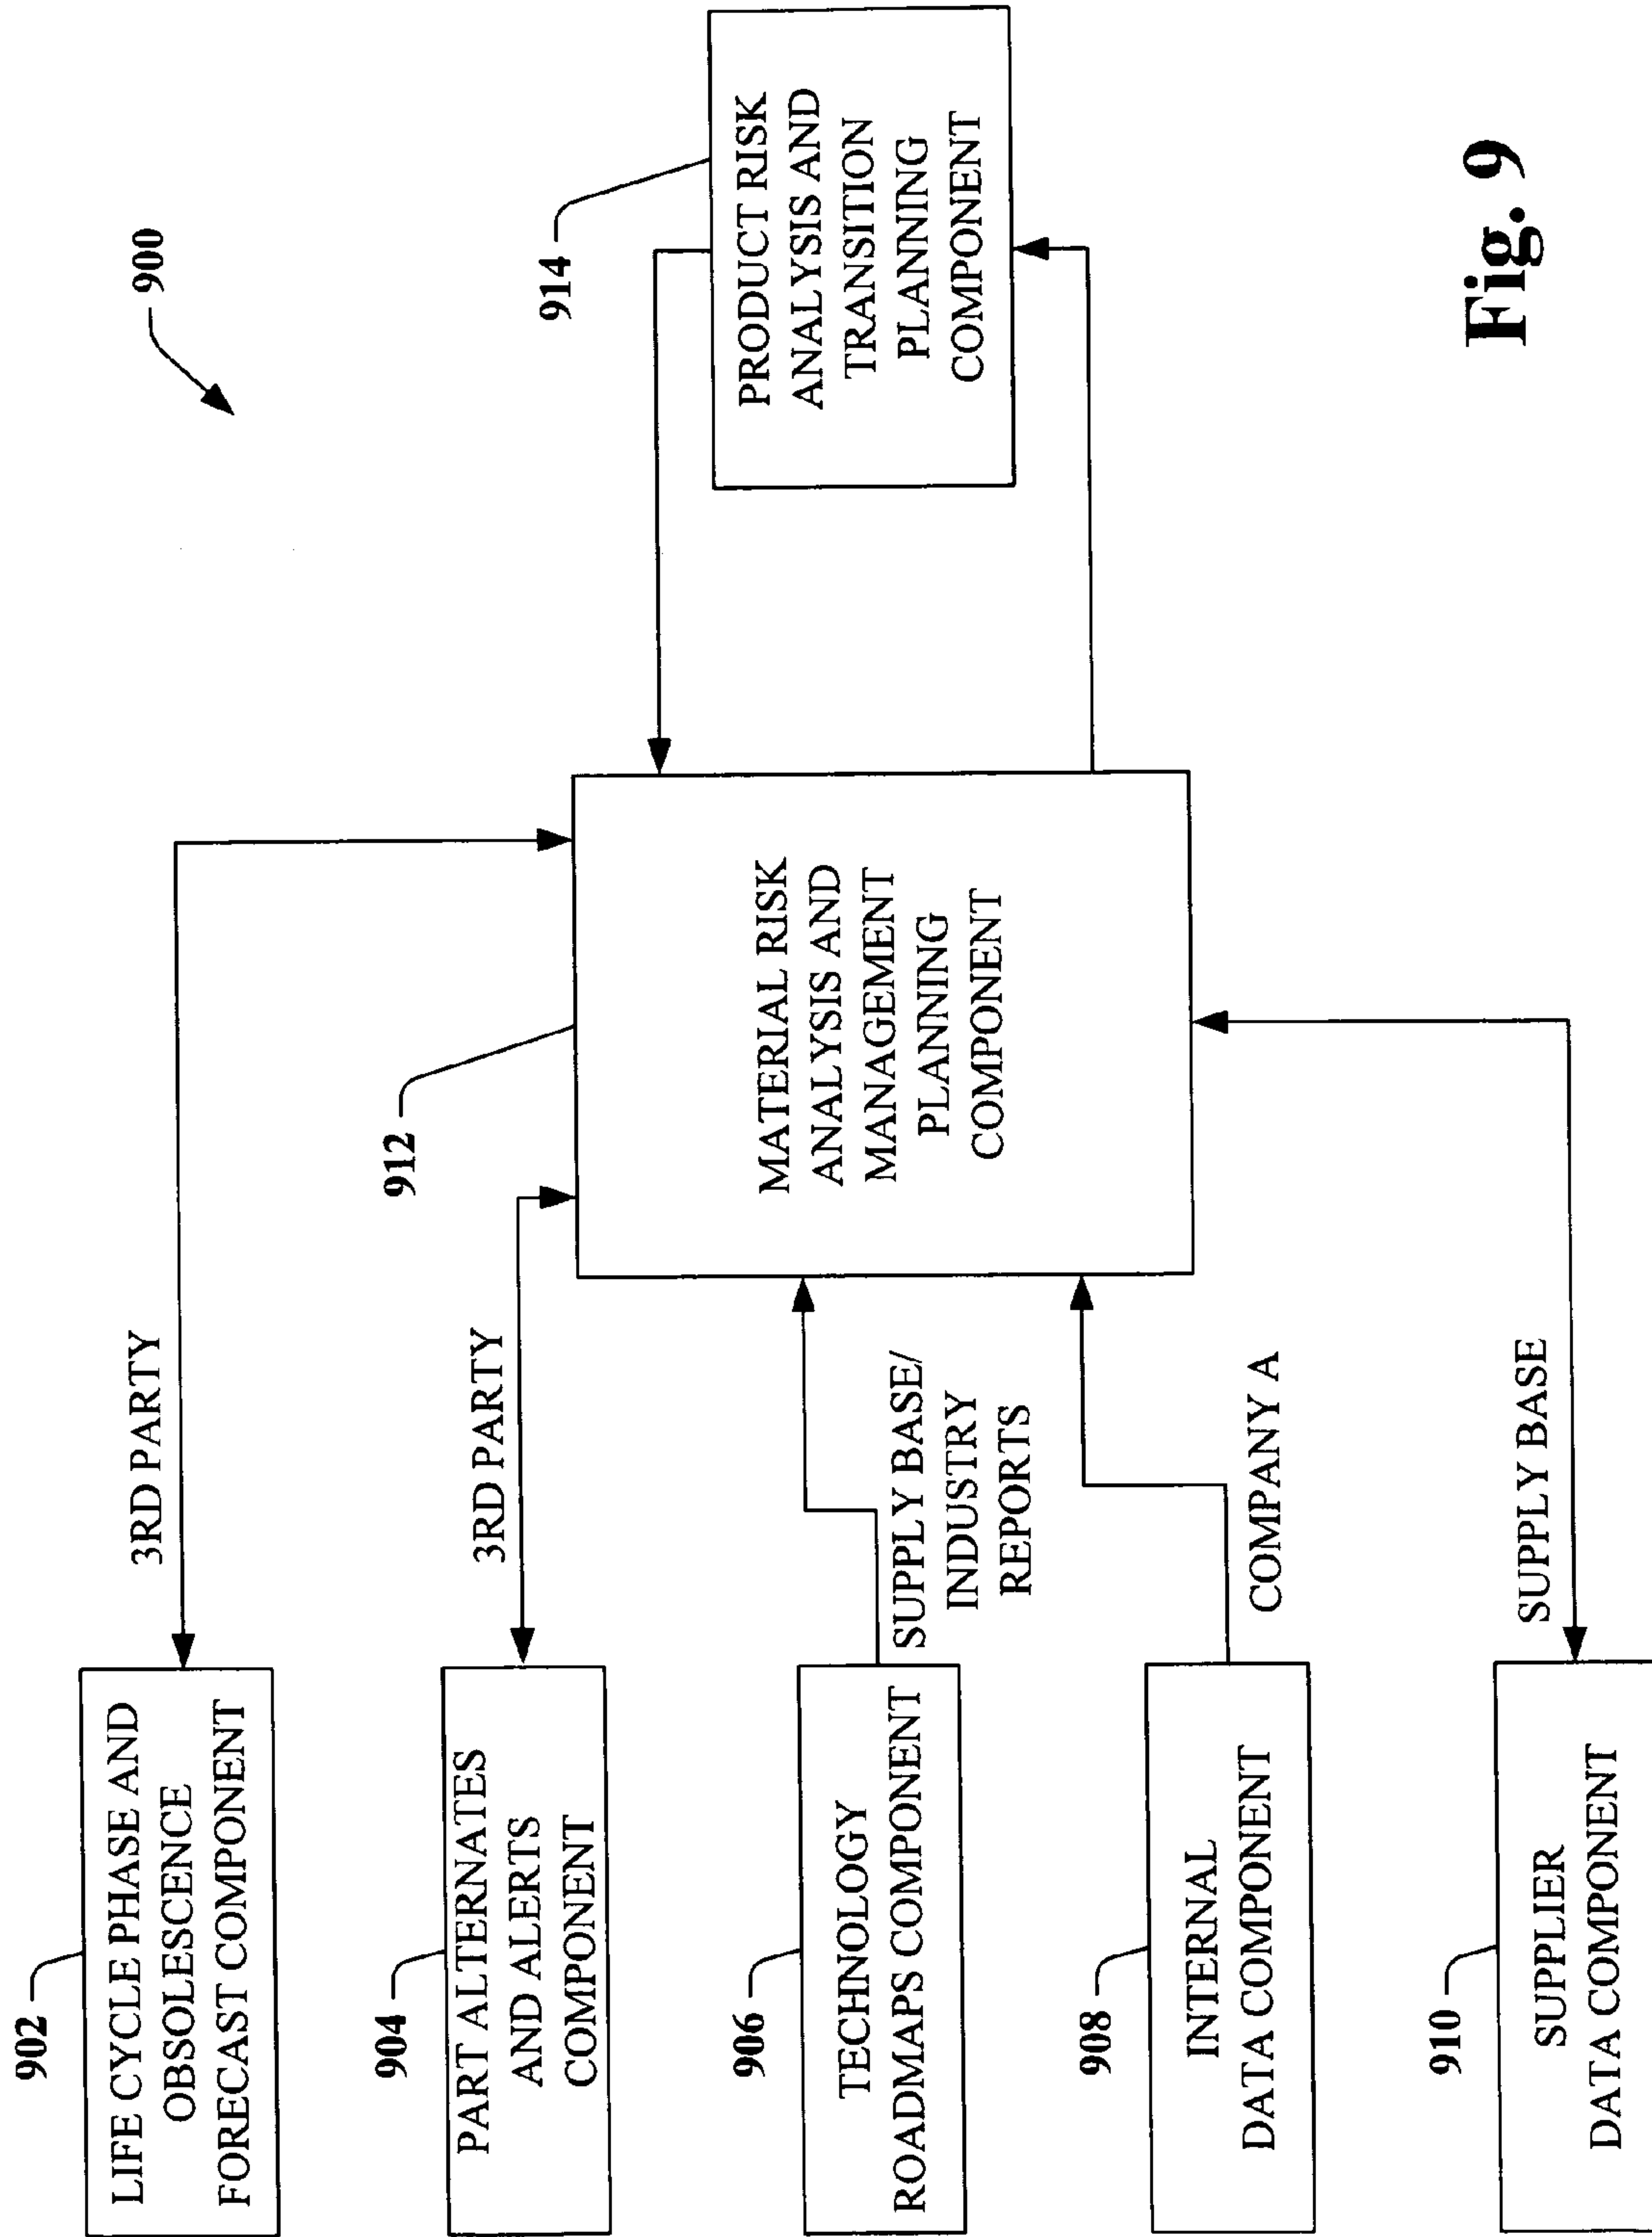 900
902
LIFE CYCLE PHASE AND
OBSOLESCENCE
FORECAST COMPONENT
3RD PARTY
904
PART ALTERNATES
AND ALERTS
COMPONENT
3RD PARTY
906
TECHNOLOGY
ROADMAPS COMPONENT
SUPPLY BASE/
INDUSTRY
REPORTS
908
INTERNAL
DATA COMPONENT
COMPANY A
910
SUPPLIER
DATA COMPONENT
SUPPLY BASE
912
MATERIAL RISK
ANALYSIS AND
MANAGEMENT
PLANNING
COMPONENT
914
PRODUCT RISK
ANALYSIS AND
TRANSITION
PLANNING
COMPONENT
Fig. 9